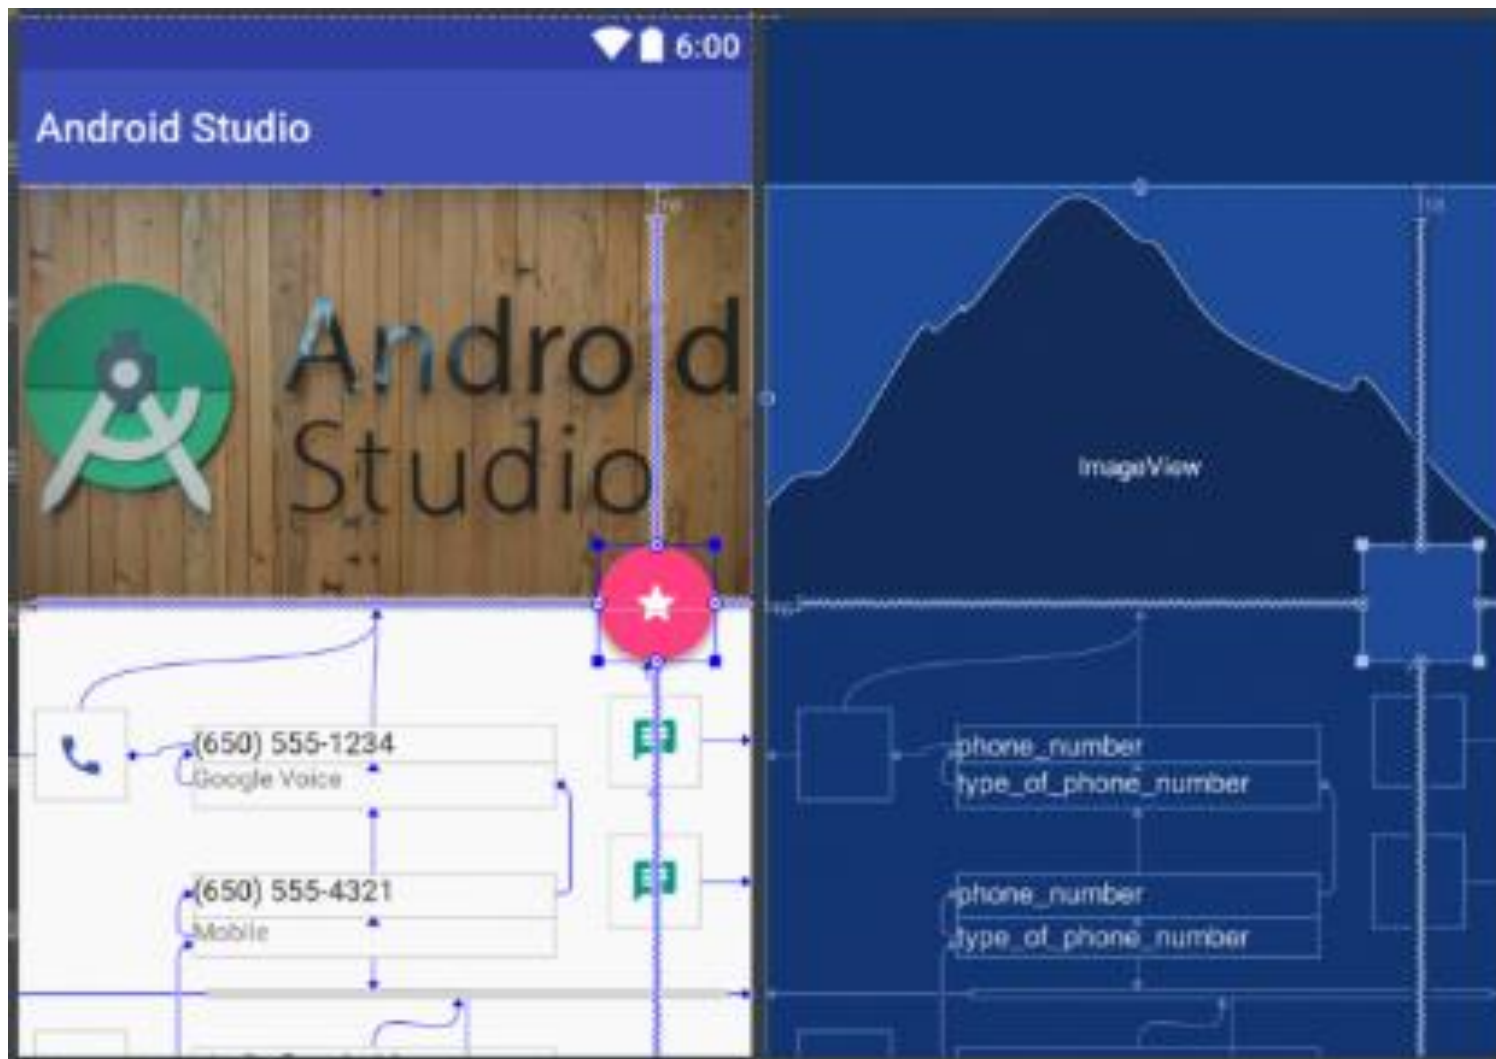 6:00
Android Studio
Android
Studio
(650) 555-1234
Google Voice
(650) 555-4321
Mobile
ImageView
phone_number
type_of_phone_number
phone_number
type_of_phone_number